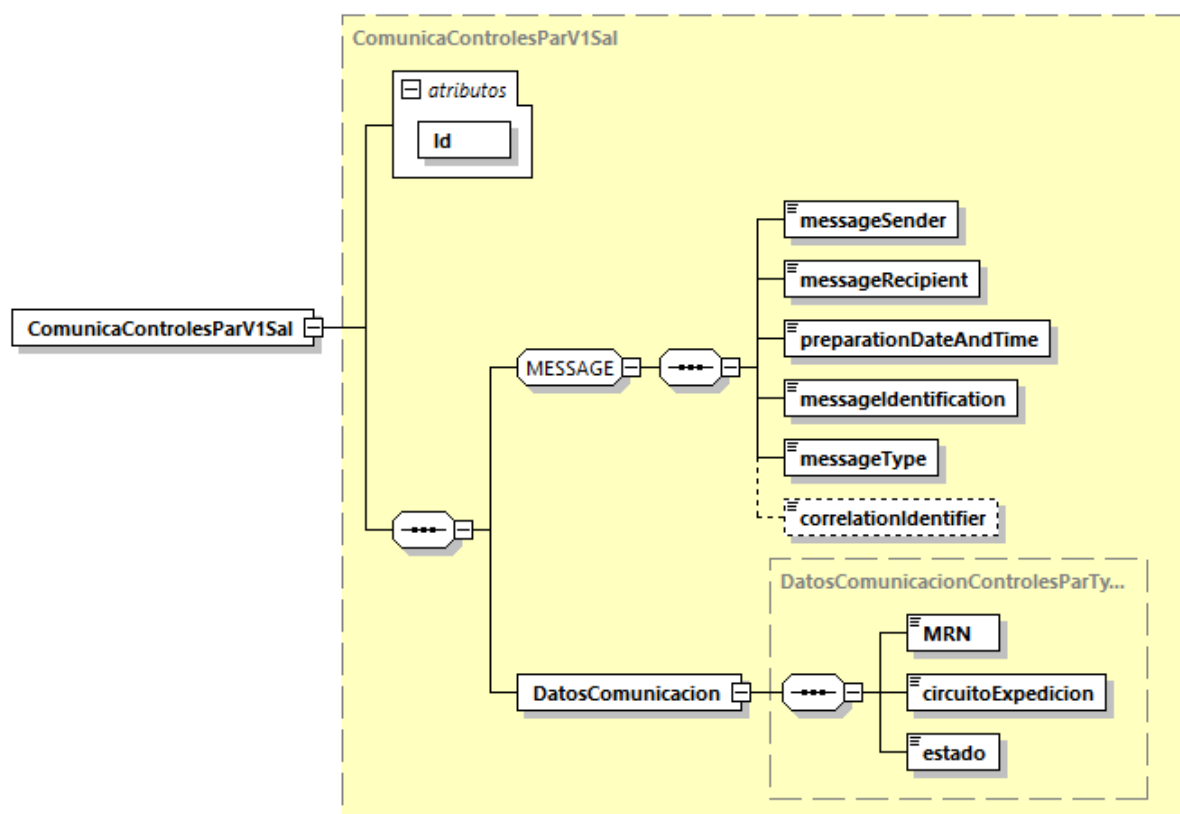 ComunicaControlesParV1Sal
atributos
Id
messageSender
messageRecipient
ComunicaControlesParV1Sal
preparationDateAndTime
MESSAGE
messageIdentification
messageType
correlationIdentifier
DatosComunicacionControlesParTy...
MRN
DatosComunicacion
circuitoExpedicion
estado